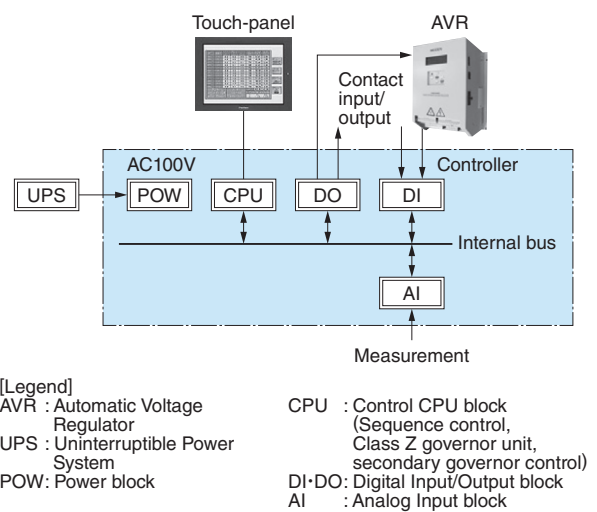 Touch-panel
AVR
Contact
input/
output
AC100V
Controller
UPS
POW
CPU
DO
DI
Internal bus
AI
Measurement
[Legend]
AVR : Automatic Voltage
Regulator
UPS : Uninterruptible Power
System
POW : Power block
CPU : Control CPU block
(Sequence control,
Class Z governor unit,
secondary governor control)
DI・DO : Digital Input/Output block
AI : Analog Input block